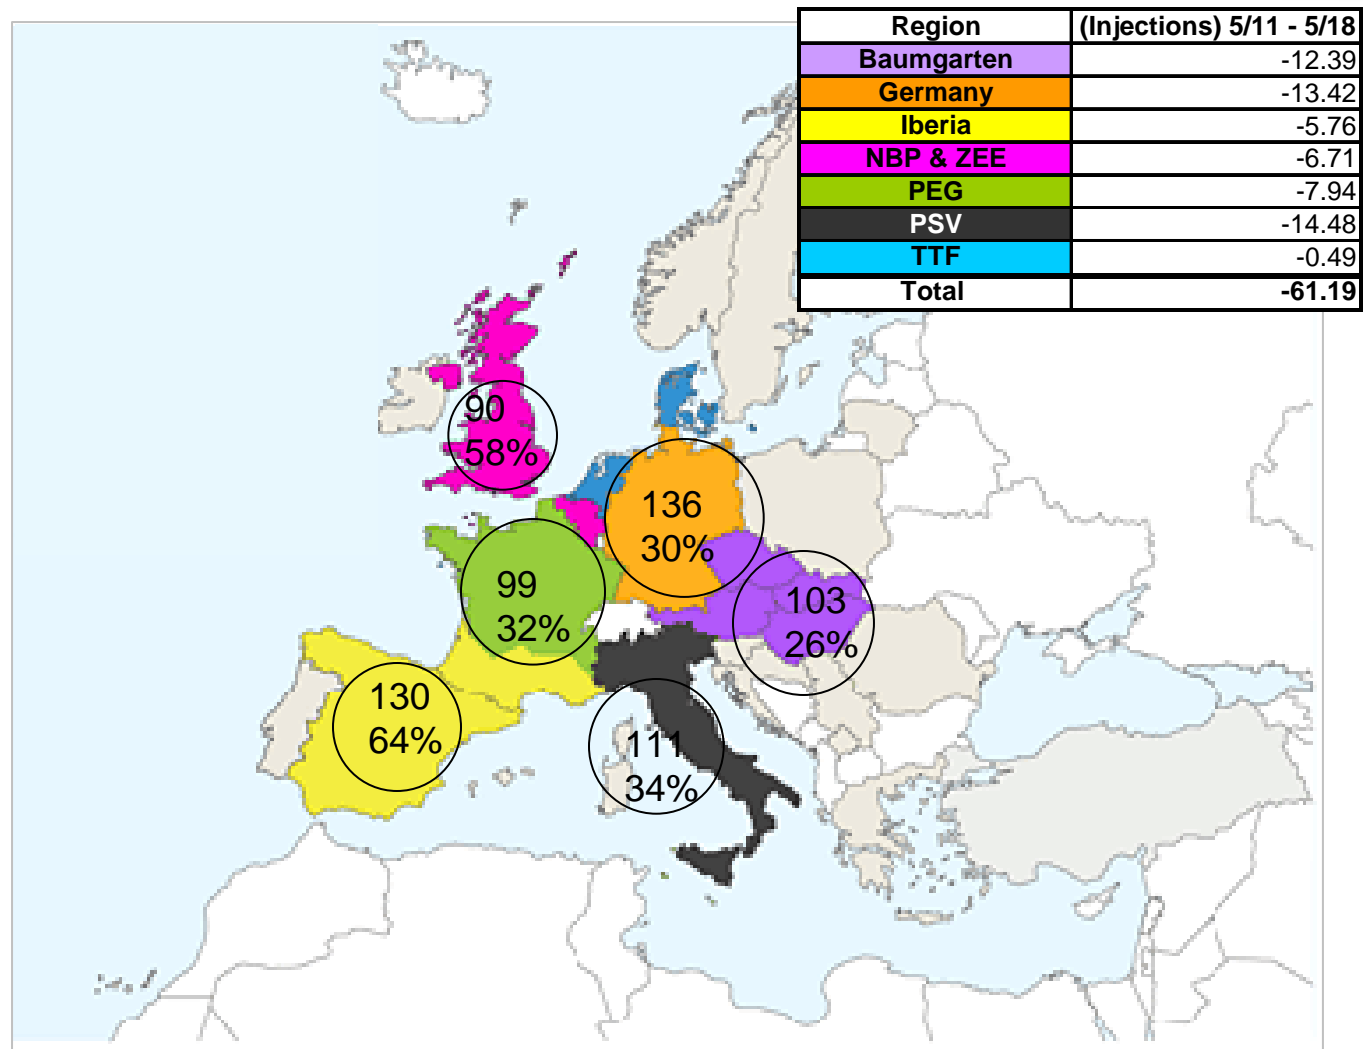 Region (Injections) 5/11 - 5/18
Baumgarten -12.39
Germany -13.42
Iberia -5.76
NBP & ZEE -6.71
PEG -7.94
PSV -14.48
TTF -0.49
Total -61.19
90
58%
136
30%
99
32%
103
26%
130
64%
111
34%